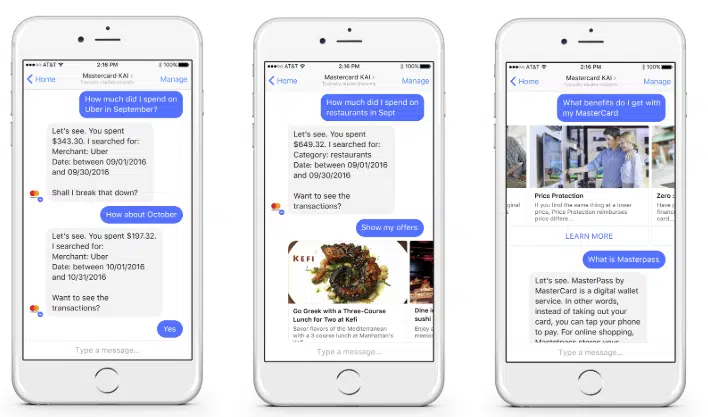 ●●●○○ AT&T 2:16 PM 100%
Home
Mastercard KAI ›
Manage
How much did I spend on
Uber in September?
Let's see. You spent
$343.30. I searched for:
Merchant: Uber
Date: between 09/01/2016
and 09/30/2016
Shall I break that down?
How about October
Let's see. You spent $197.32.
I searched for:
Merchant: Uber
Date: between 10/01/2016
and 10/31/2016
Want to see the
transactions?
Yes
Type a message...
●●●○○ AT&T 2:16 PM 100%
Home
Mastercard KAI ›
Manage
How much did I spend on
restaurants in Sept
Let's see. You spent
$649.32. I searched for:
Category: restaurants
Date: between 09/01/2016
and 09/30/2016
Want to see the
transactions?
Show my offers
KEFI
Go Greek with a Three-Course
Lunch for Two at Kefi
Savor flavors of the Mediterranean
with a 3 course lunch at Manhattan's
Dine in
sushi
Enjoy a
Type a message...
●●●○○ AT&T 2:16 PM 100%
Home
Mastercard KAI ›
Manage
What benefits do I get with
my MasterCard
Price Protection
If you find the same thing at a lower
price, Price Protection reimburses
price differe...
Zero
Have
card...
LEARN MORE
What is Masterpass
Let's see. MasterPass by
MasterCard is a digital wallet
service. In other words,
instead of taking out your
card, you can tap your phone
to pay. For online shopping,
Masterpass stores your
Type a message...